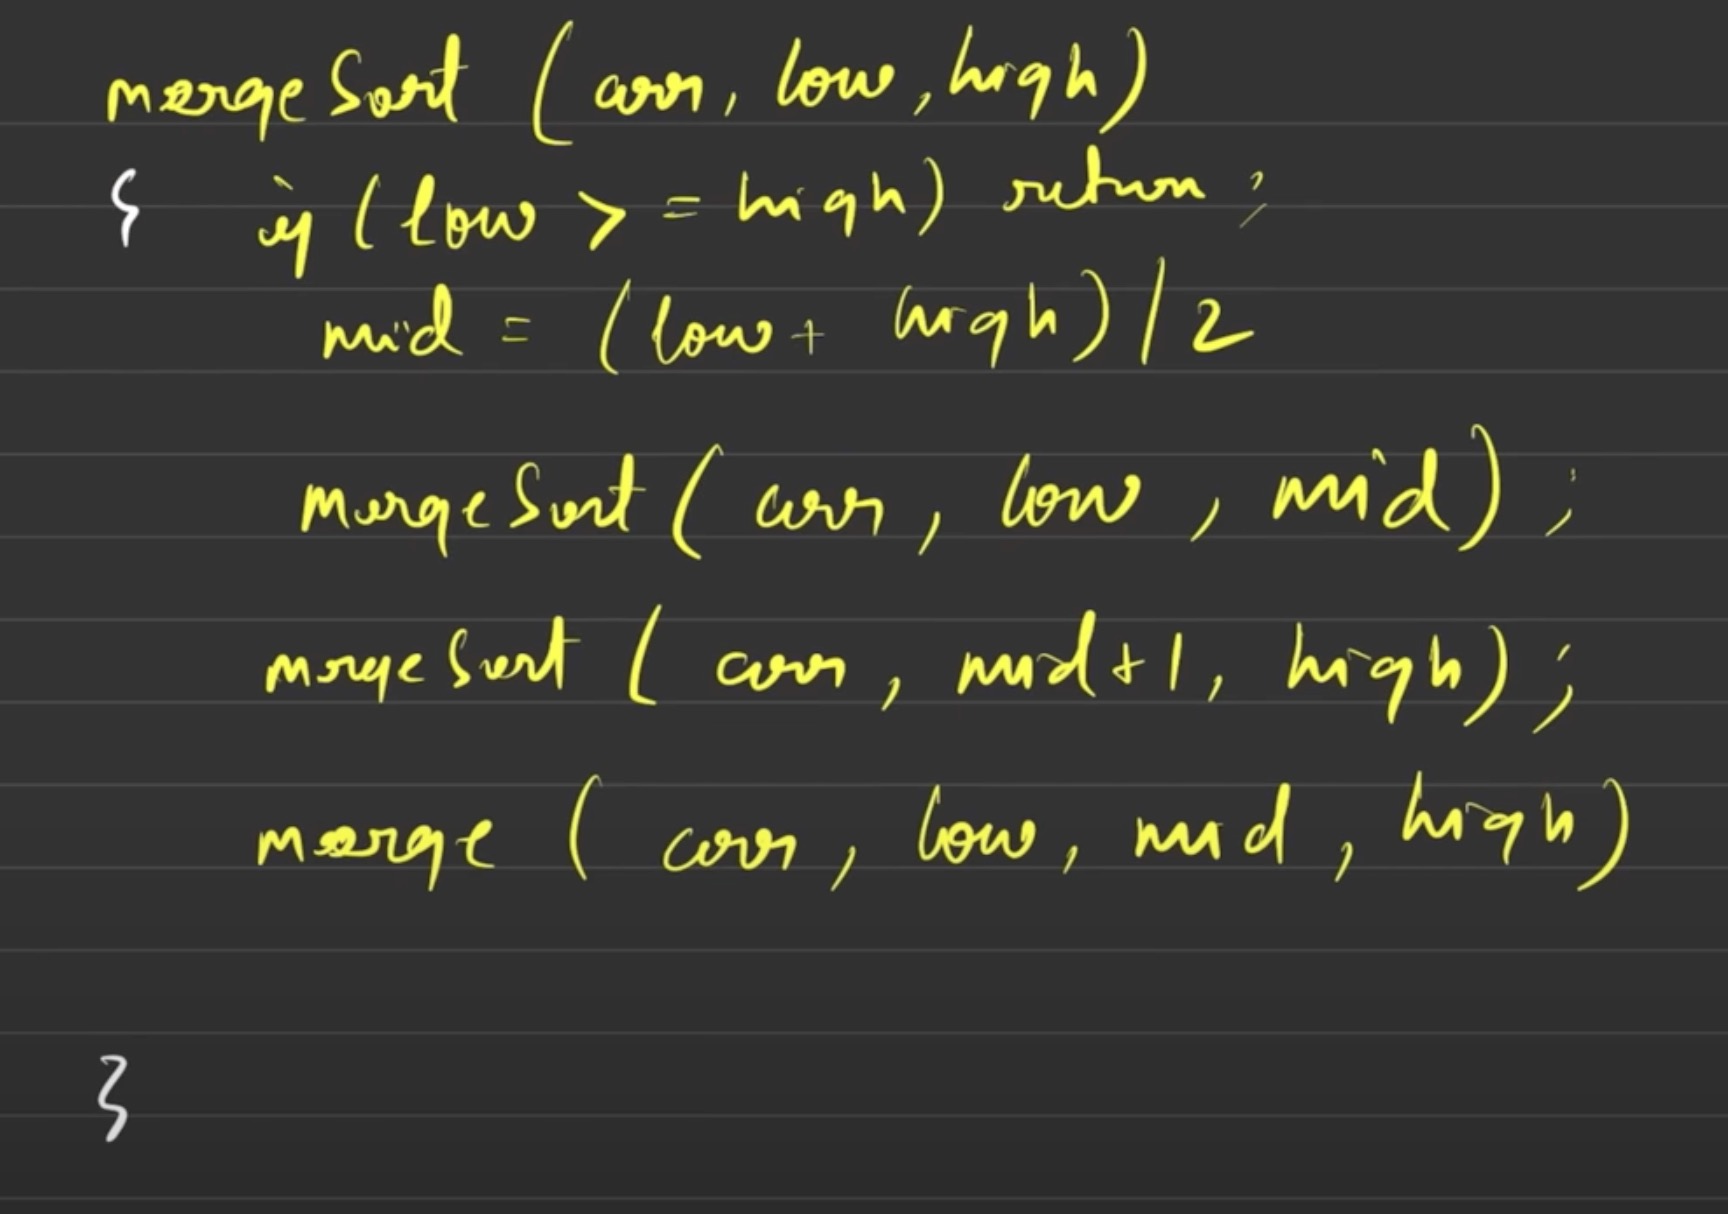 mergeSort (arr, low, high)
{ if (low >= high) return;
mid = (low + high) / 2
mergeSort (arr, low, mid);
mergeSort (arr, mid+1, high);
merge (arr, low, mid, high)
}